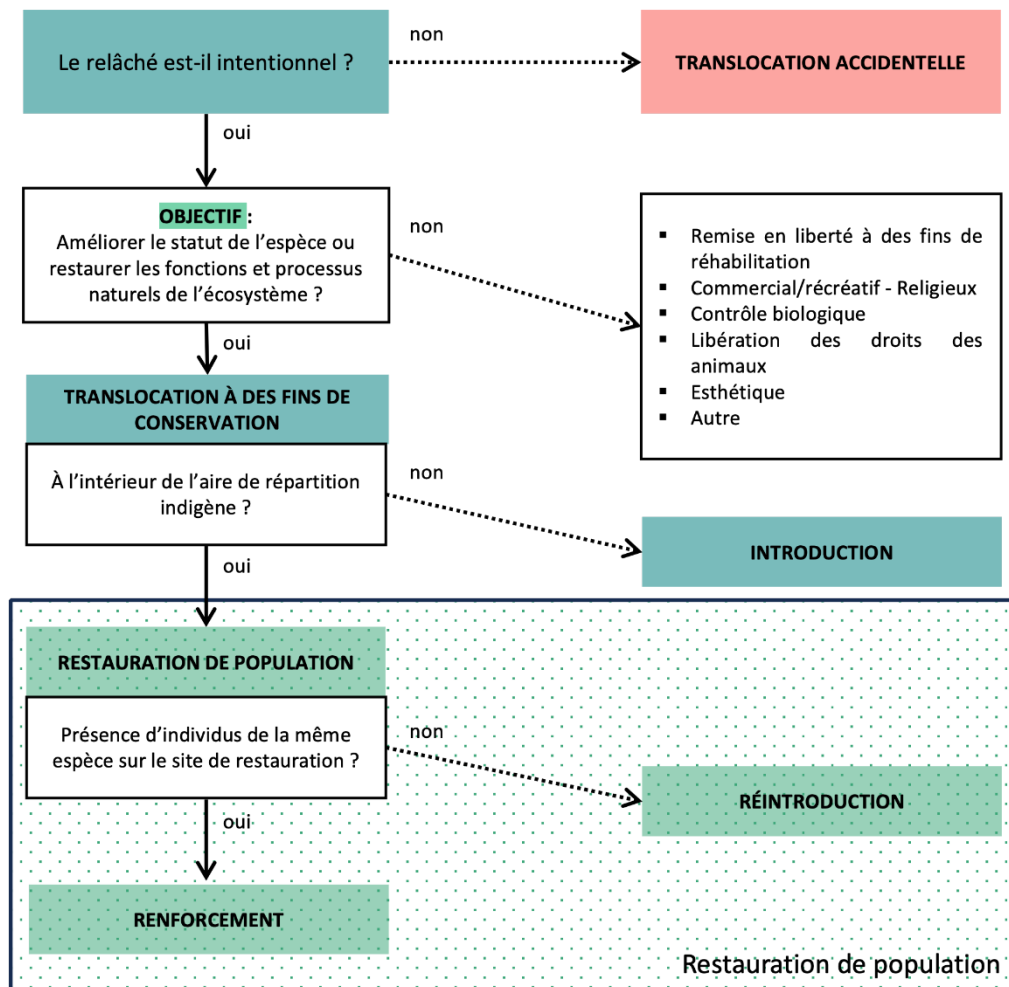 Le relâché est-il intentionnel ?
non
TRANSLOCATION ACCIDENTELLE
oui
OBJECTIF :
Améliorer le statut de l'espèce ou
restaurer les fonctions et processus
naturels de l'écosystème ?
non
▪ Remise en liberté à des fins de
réhabilitation
▪ Commercial/récréatif - Religieux
▪ Contrôle biologique
▪ Libération des droits des
animaux
▪ Esthétique
▪ Autre
oui
TRANSLOCATION À DES FINS DE
CONSERVATION
À l'intérieur de l'aire de répartition
indigène ?
non
INTRODUCTION
oui
RESTAURATION DE POPULATION
Présence d'individus de la même
espèce sur le site de restauration ?
non
RÉINTRODUCTION
oui
RENFORCEMENT
Restauration de population